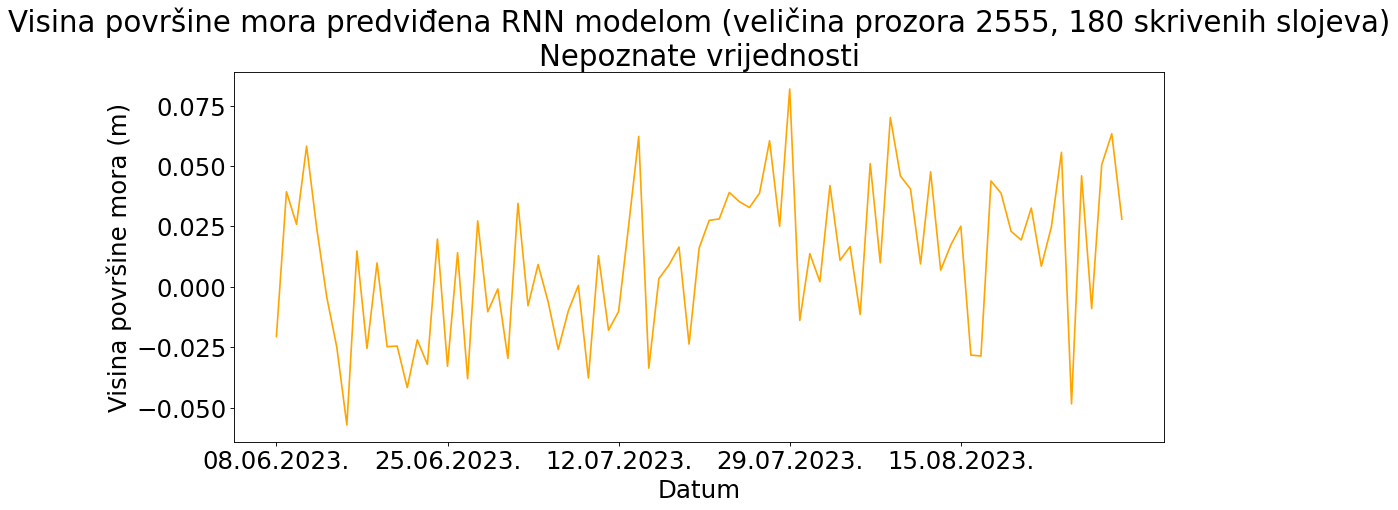 Visina površine mora predviđena RNN modelom (veličina prozora 2555, 180 skrivenih slojeva)
Nepoznate vrijednosti
Visina površine mora (m)
0.075
0.050
0.025
0.000
−0.025
−0.050
08.06.2023. 25.06.2023. 12.07.2023. 29.07.2023. 15.08.2023.
Datum